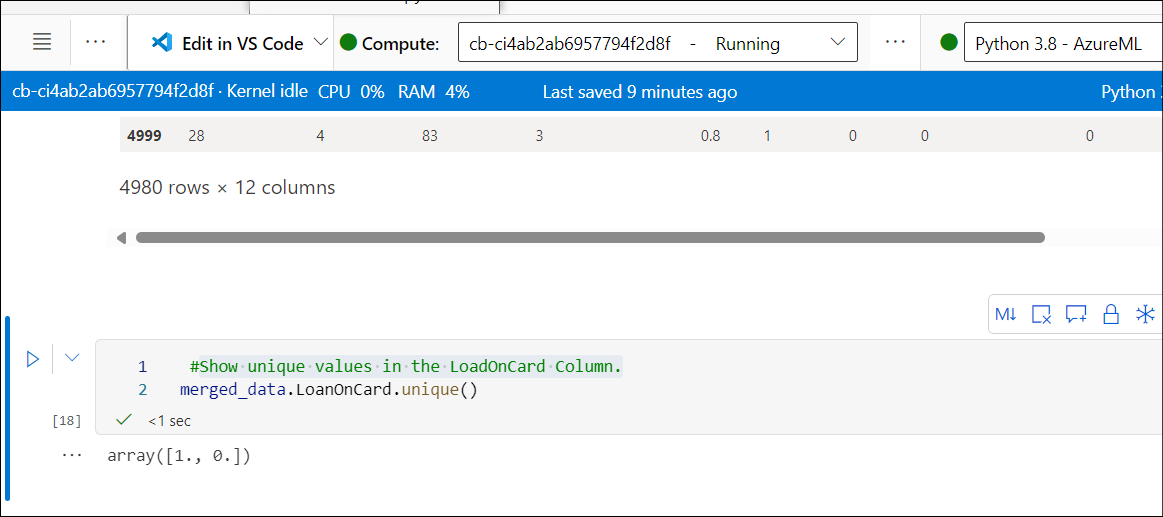 ··· Edit in VS Code Compute: cb-ci4ab2ab6957794f2d8f - Running ··· Python 3.8 - AzureML
cb-ci4ab2ab6957794f2d8f · Kernel idle CPU 0% RAM 4% Last saved 9 minutes ago Python
4999 28 4 83 3 0.8 1 0 0 0
4980 rows × 12 columns
M↓
1 #Show·unique·values·in·the·LoadOnCard·Column.
2 merged_data.LoanOnCard.unique()
[18] <1 sec
··· array([1., 0.])